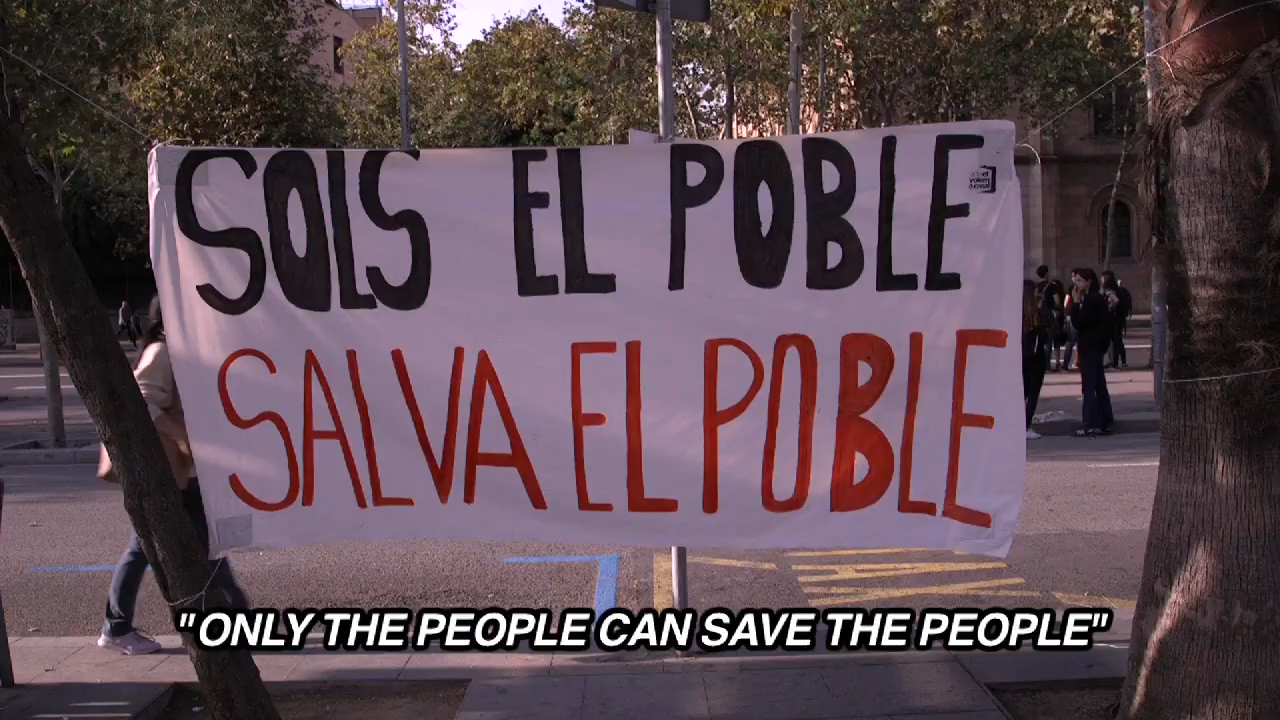 SOLS EL POBLE
SALVA EL POBLE
"ONLY THE PEOPLE CAN SAVE THE PEOPLE"